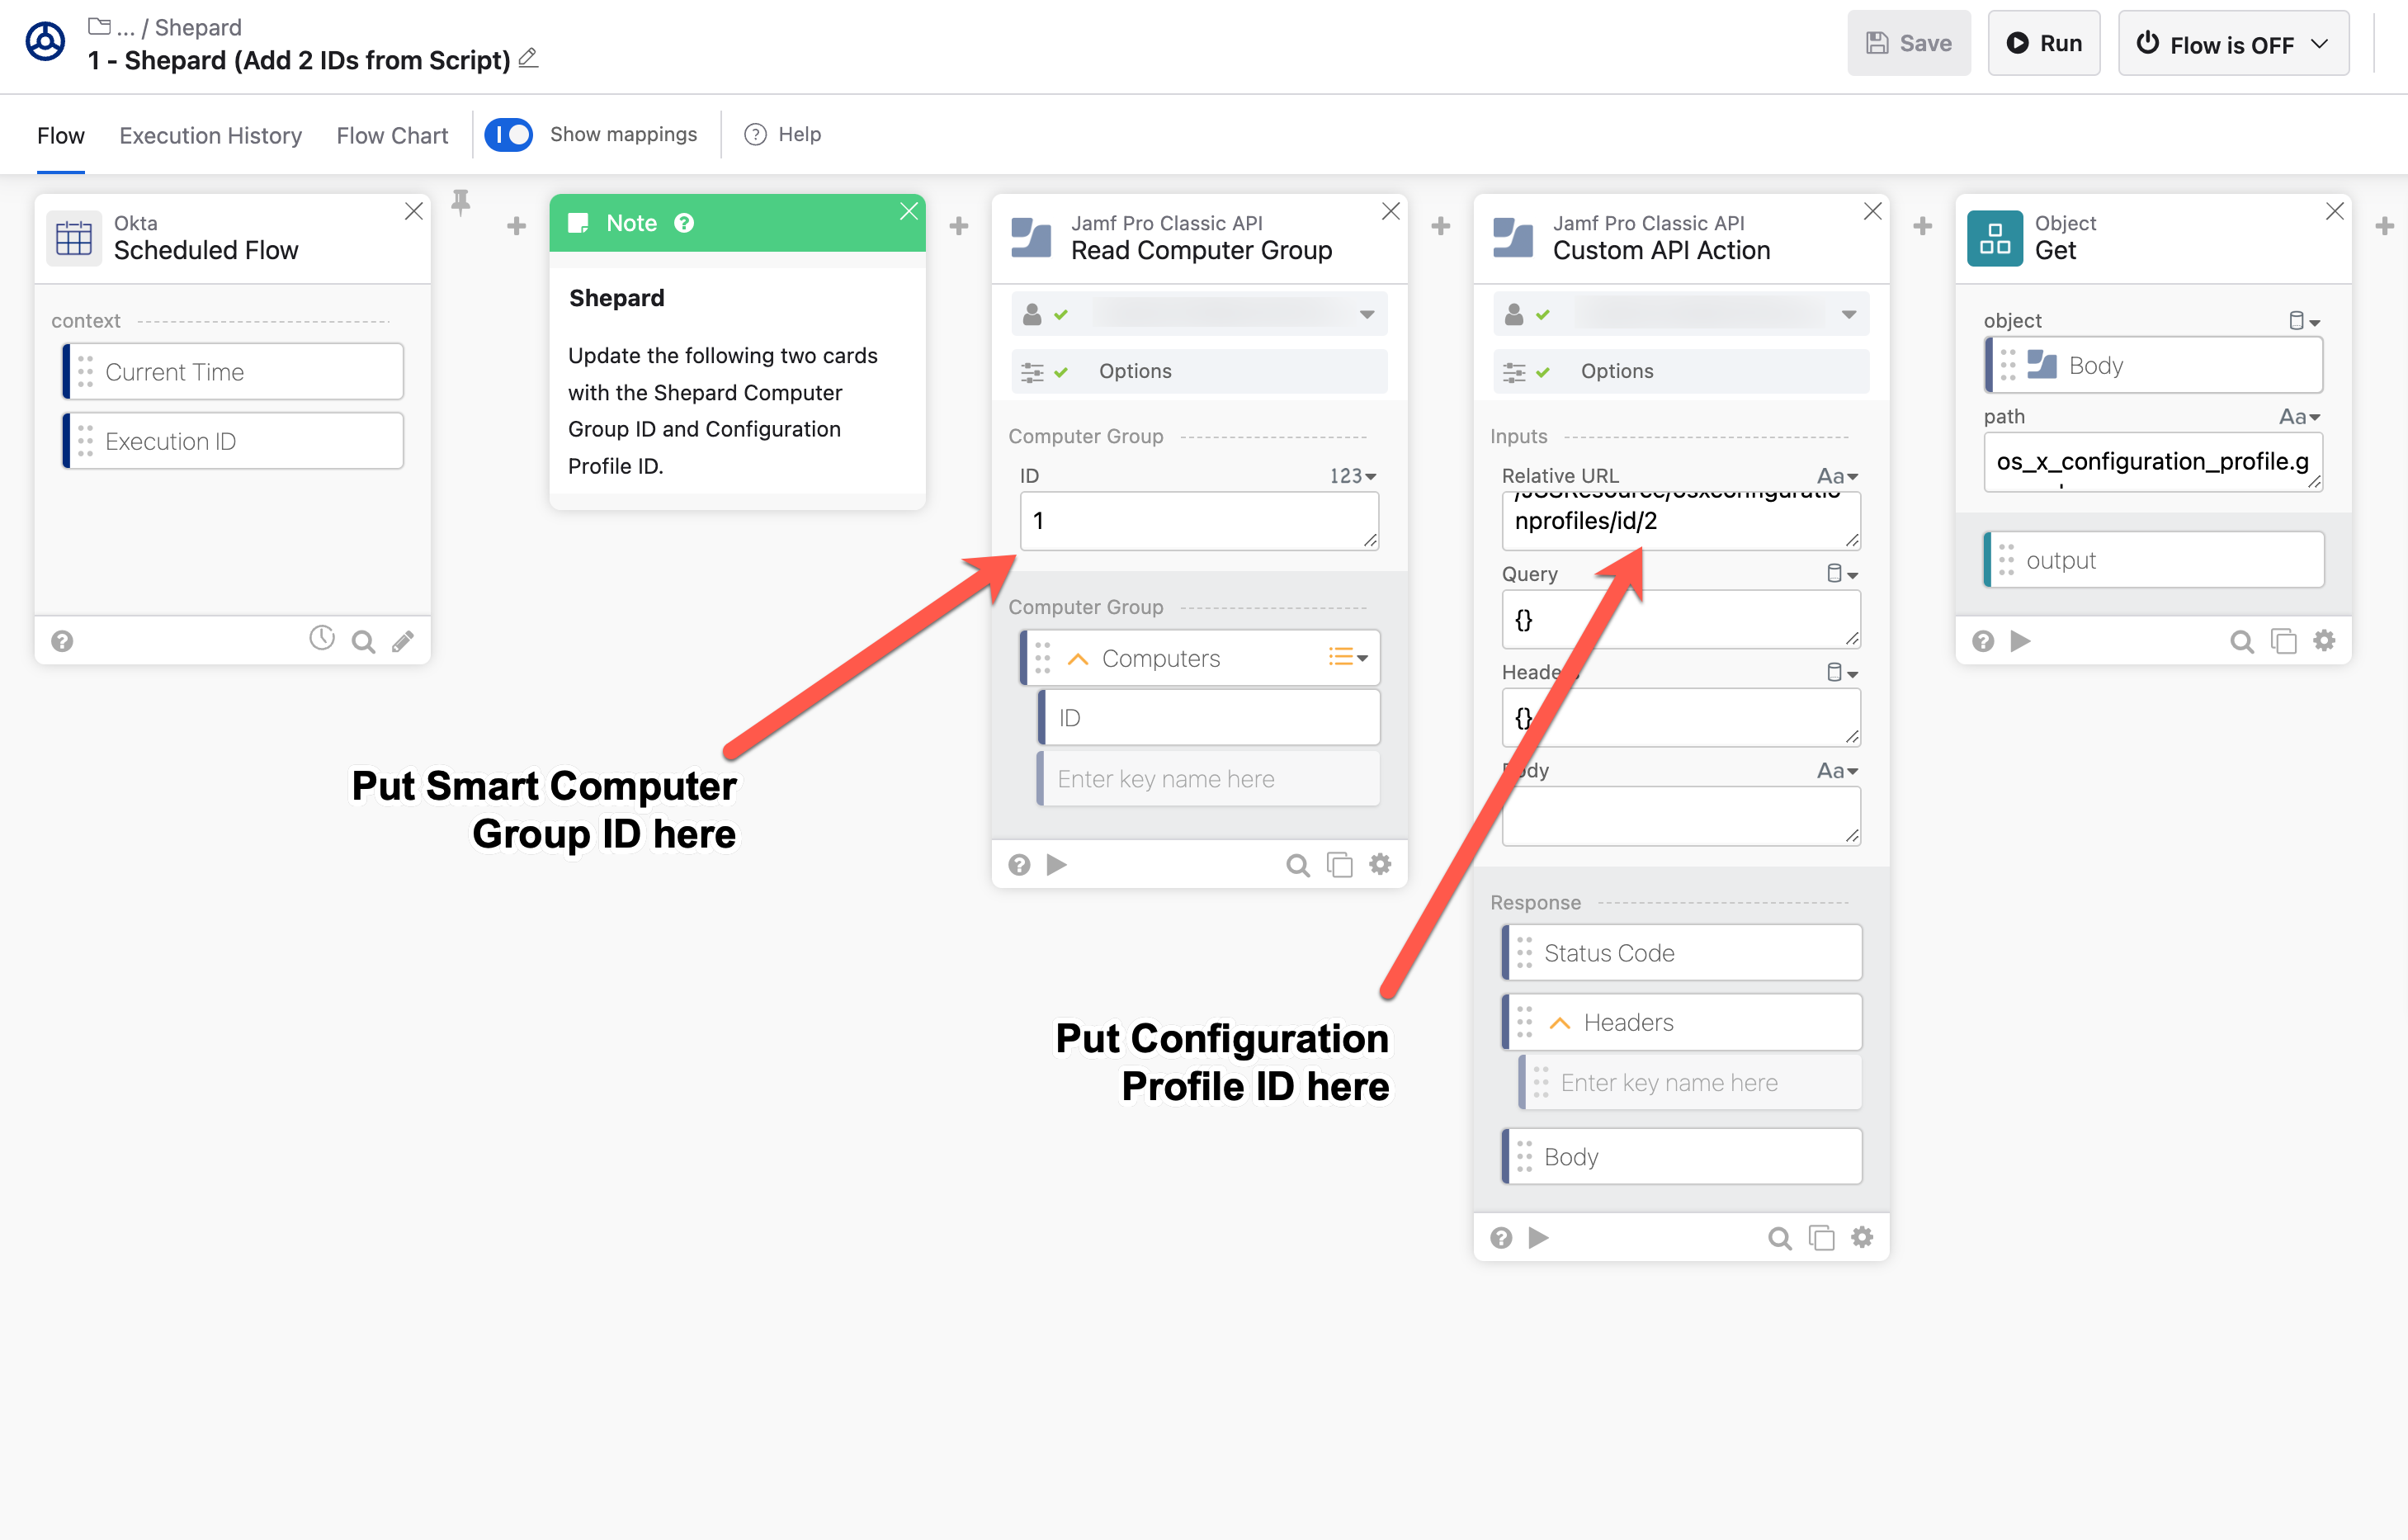 ... / Shepard
1 - Shepard (Add 2 IDs from Script)
Save
Run
Flow is OFF
Flow
Execution History
Flow Chart
Show mappings
? Help
Okta
Scheduled Flow
context
Current Time
Execution ID
?
Note ?
Shepard
Update the following two cards
with the Shepard Computer
Group ID and Configuration
Profile ID.
Jamf Pro Classic API
Read Computer Group
Options
Computer Group
ID
123
1
Computer Group
Computers
ID
Enter key name here
?
Put Smart Computer
Group ID here
Jamf Pro Classic API
Custom API Action
Options
Inputs
Relative URL
Aa
/JSSResource/osxconfiguratio
nprofiles/id/2
Query
{}
Headers
{}
Body
Aa
Put Configuration
Profile ID here
Response
Status Code
Headers
Enter key name here
Body
?
Object
Get
object
Body
path
Aa
os_x_configuration_profile.g
output
?